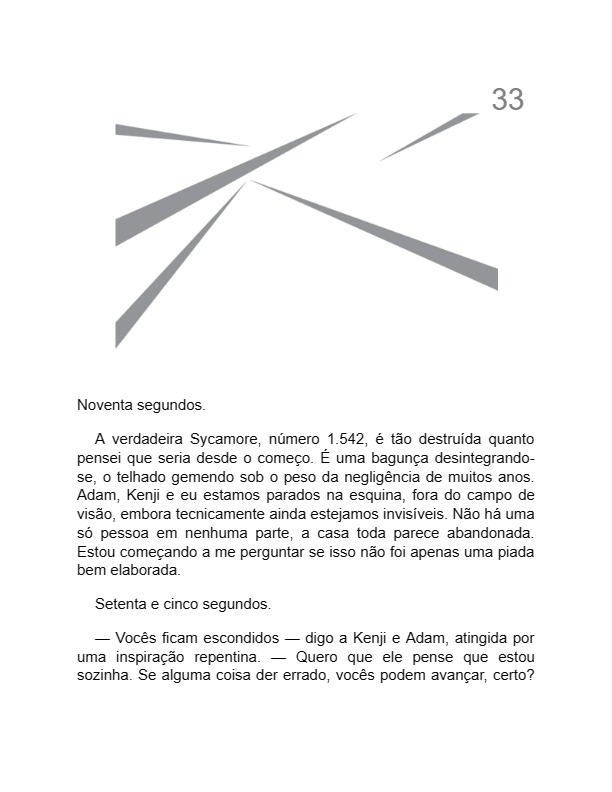 33
Noventa segundos.
A verdadeira Sycamore, número 1.542, é tão destruída quanto
pensei que seria desde o começo. É uma bagunça desintegrando-
se, o telhado gemendo sob o peso da negligência de muitos anos.
Adam, Kenji e eu estamos parados na esquina, fora do campo de
visão, embora tecnicamente ainda estejamos invisíveis. Não há uma
só pessoa em nenhuma parte, a casa toda parece abandonada.
Estou começando a me perguntar se isso não foi apenas uma piada
bem elaborada.
Setenta e cinco segundos.
— Vocês ficam escondidos — digo a Kenji e Adam, atingida por
uma inspiração repentina. — Quero que ele pense que estou
sozinha. Se alguma coisa der errado, vocês podem avançar, certo?